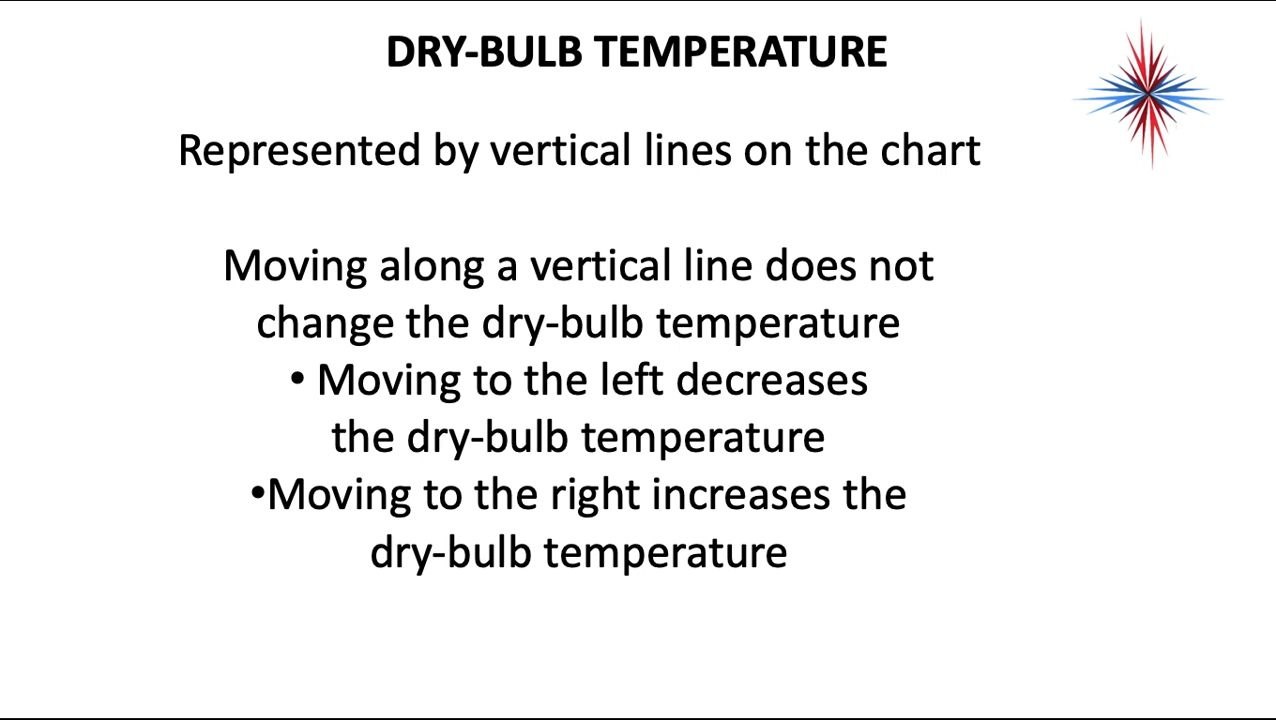 DRY-BULB TEMPERATURE
Represented by vertical lines on the chart
Moving along a vertical line does not
change the dry-bulb temperature
• Moving to the left decreases
the dry-bulb temperature
•Moving to the right increases the
dry-bulb temperature